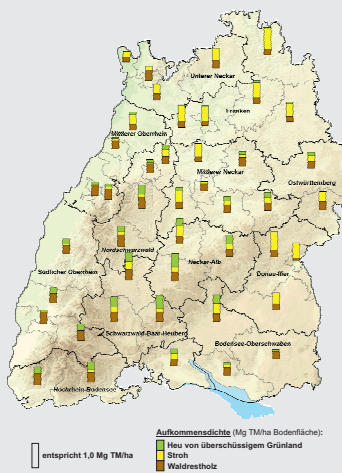 Unterer Neckar
Franken
Mittlerer Oberrhein
Mittlerer Neckar
Ostwürttemberg
Nordschwarzwald
Südlicher Oberrhein
Neckar-Alb
Donau-Iller
Schwarzwald-Baar-Heuberg
Bodensee-Oberschwaben
Hochrhein-Bodensee
Aufkommensdichte (Mg TM/ha Bodenfläche):
Heu von überschüssigem Grünland
entspricht 1,0 Mg TM/ha
Stroh
Waldrestholz